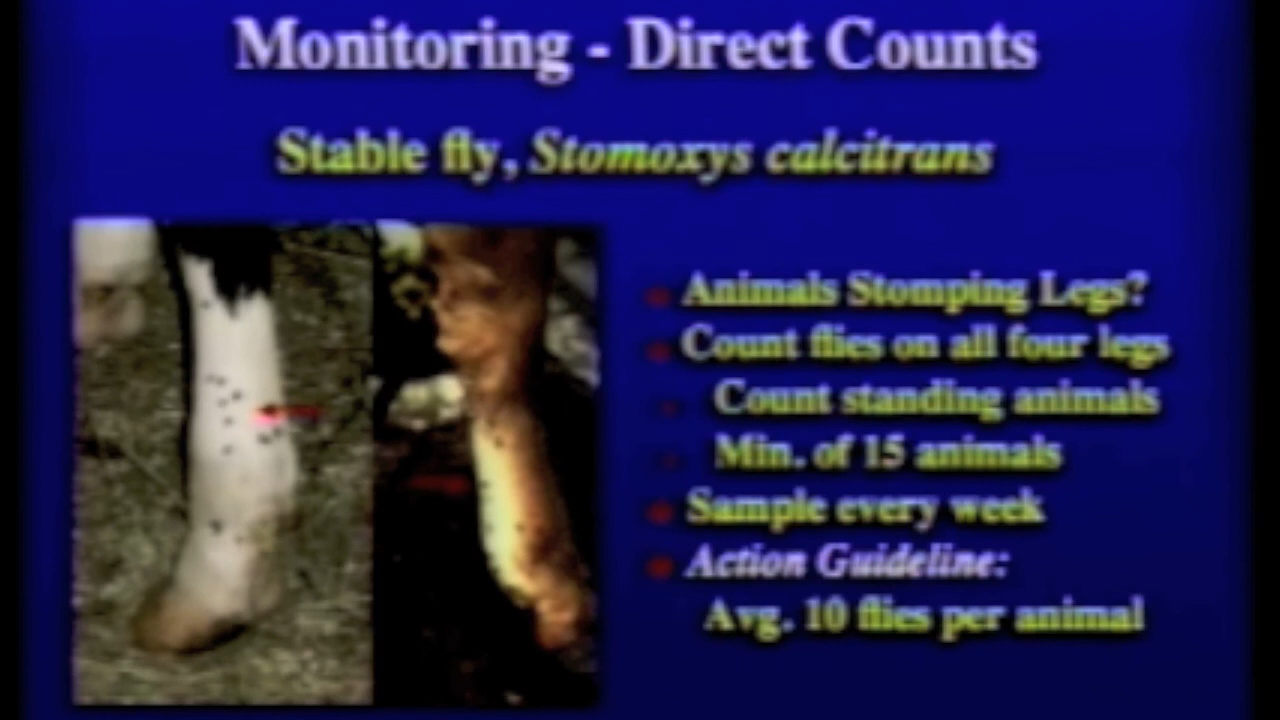 Monitoring - Direct Counts
Stable fly, Stomoxys calcitrans
Animals Stomping Legs?
Count flies on all four legs
Count standing animals
Min. of 15 animals
Sample every week
Action Guideline:
Avg. 10 flies per animal